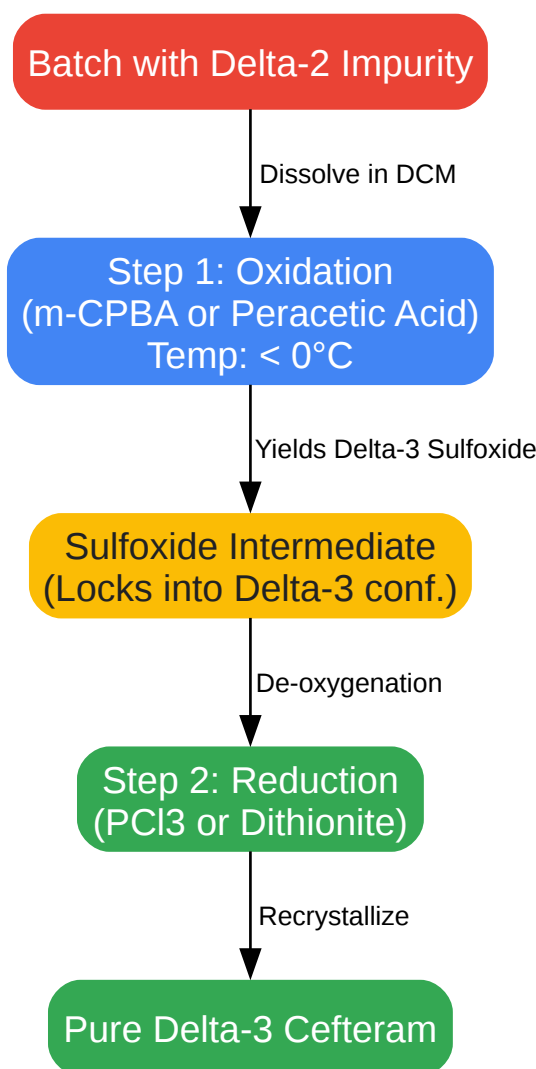 Batch with Delta-2 Impurity
Dissolve in DCM
Step 1: Oxidation
(m-CPBA or Peracetic Acid)
Temp: < 0°C
Yields Delta-3 Sulfoxide
Sulfoxide Intermediate
(Locks into Delta-3 conf.)
De-oxygenation
Step 2: Reduction
(PCl3 or Dithionite)
Recrystallize
Pure Delta-3 Cefteram